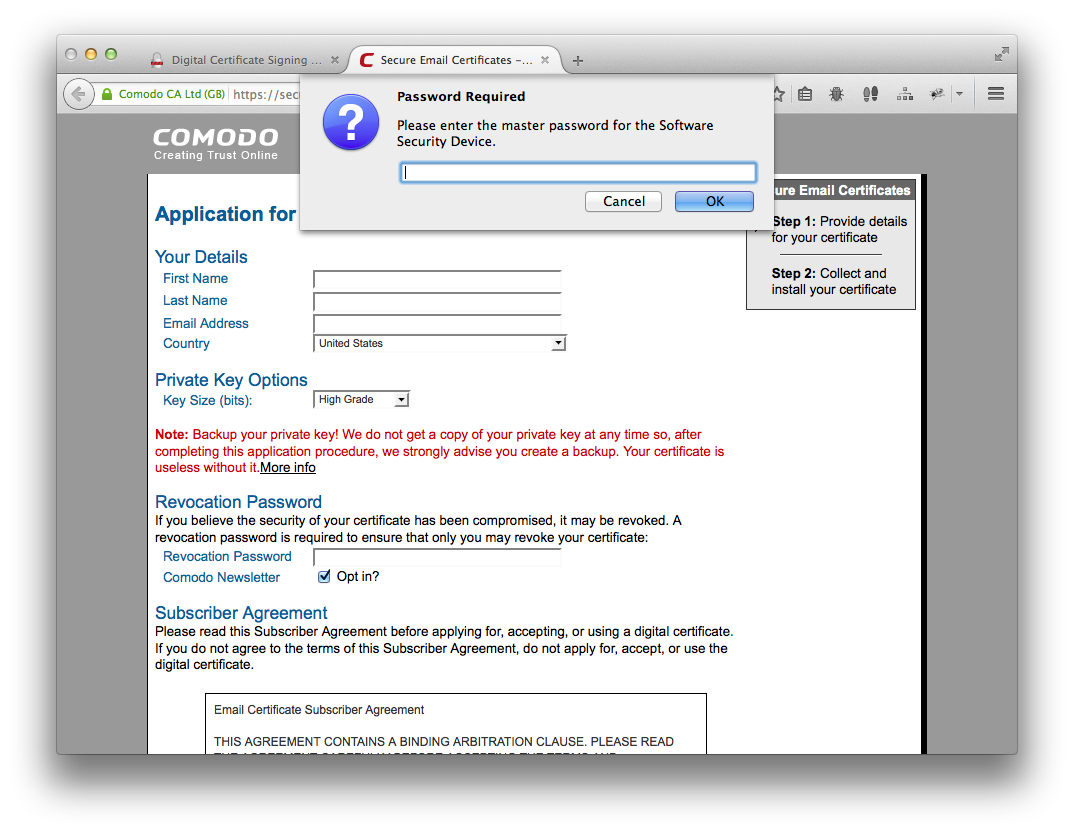 Digital Certificate Signing ...
Secure Email Certificates –...
Comodo CA Ltd (GB)
https://sec
Password Required
Please enter the master password for the Software
Security Device.
Cancel
OK
COMODO
Creating Trust Online
Application for
ure Email Certificates
Step 1: Provide details
for your certificate
Step 2: Collect and
install your certificate
Your Details
First Name
Last Name
Email Address
Country
United States
Private Key Options
Key Size (bits):
High Grade
Note: Backup your private key! We do not get a copy of your private key at any time so, after
completing this application procedure, we strongly advise you create a backup. Your certificate is
useless without it.More info
Revocation Password
If you believe the security of your certificate has been compromised, it may be revoked. A
revocation password is required to ensure that only you may revoke your certificate:
Revocation Password
Comodo Newsletter
Opt in?
Subscriber Agreement
Please read this Subscriber Agreement before applying for, accepting, or using a digital certificate.
If you do not agree to the terms of this Subscriber Agreement, do not apply for, accept, or use the
digital certificate.
Email Certificate Subscriber Agreement
THIS AGREEMENT CONTAINS A BINDING ARBITRATION CLAUSE. PLEASE READ